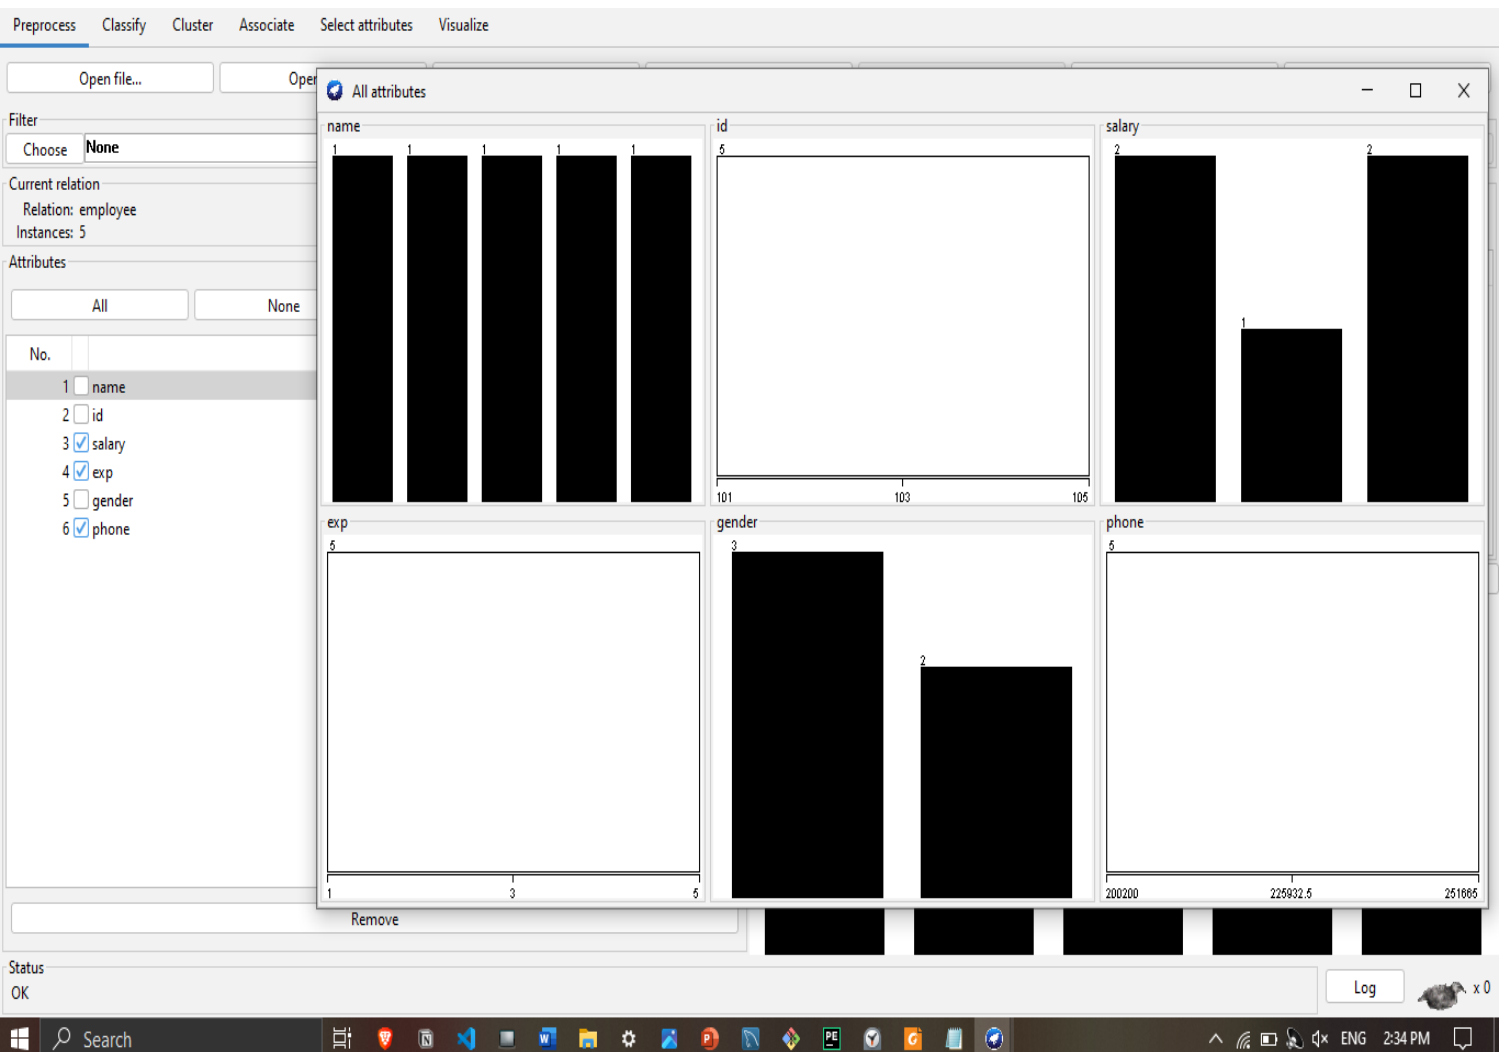 Preprocess Classify Cluster Associate Select attributes Visualize
Open file...
Oper
Filter
Choose None
Current relation
Relation: employee
Instances: 5
Attributes
All None
No.
1 name
2 id
3 salary
4 exp
5 gender
6 phone
Remove
All attributes
name
1 1 1 1 1
id
5
101 103 105
salary
2 1 2
exp
5
1 3 5
gender
3 2
phone
5
200200 225932.5 251665
Status
OK
Log x 0
Search
W
P
PE
G
ENG 2:34 PM